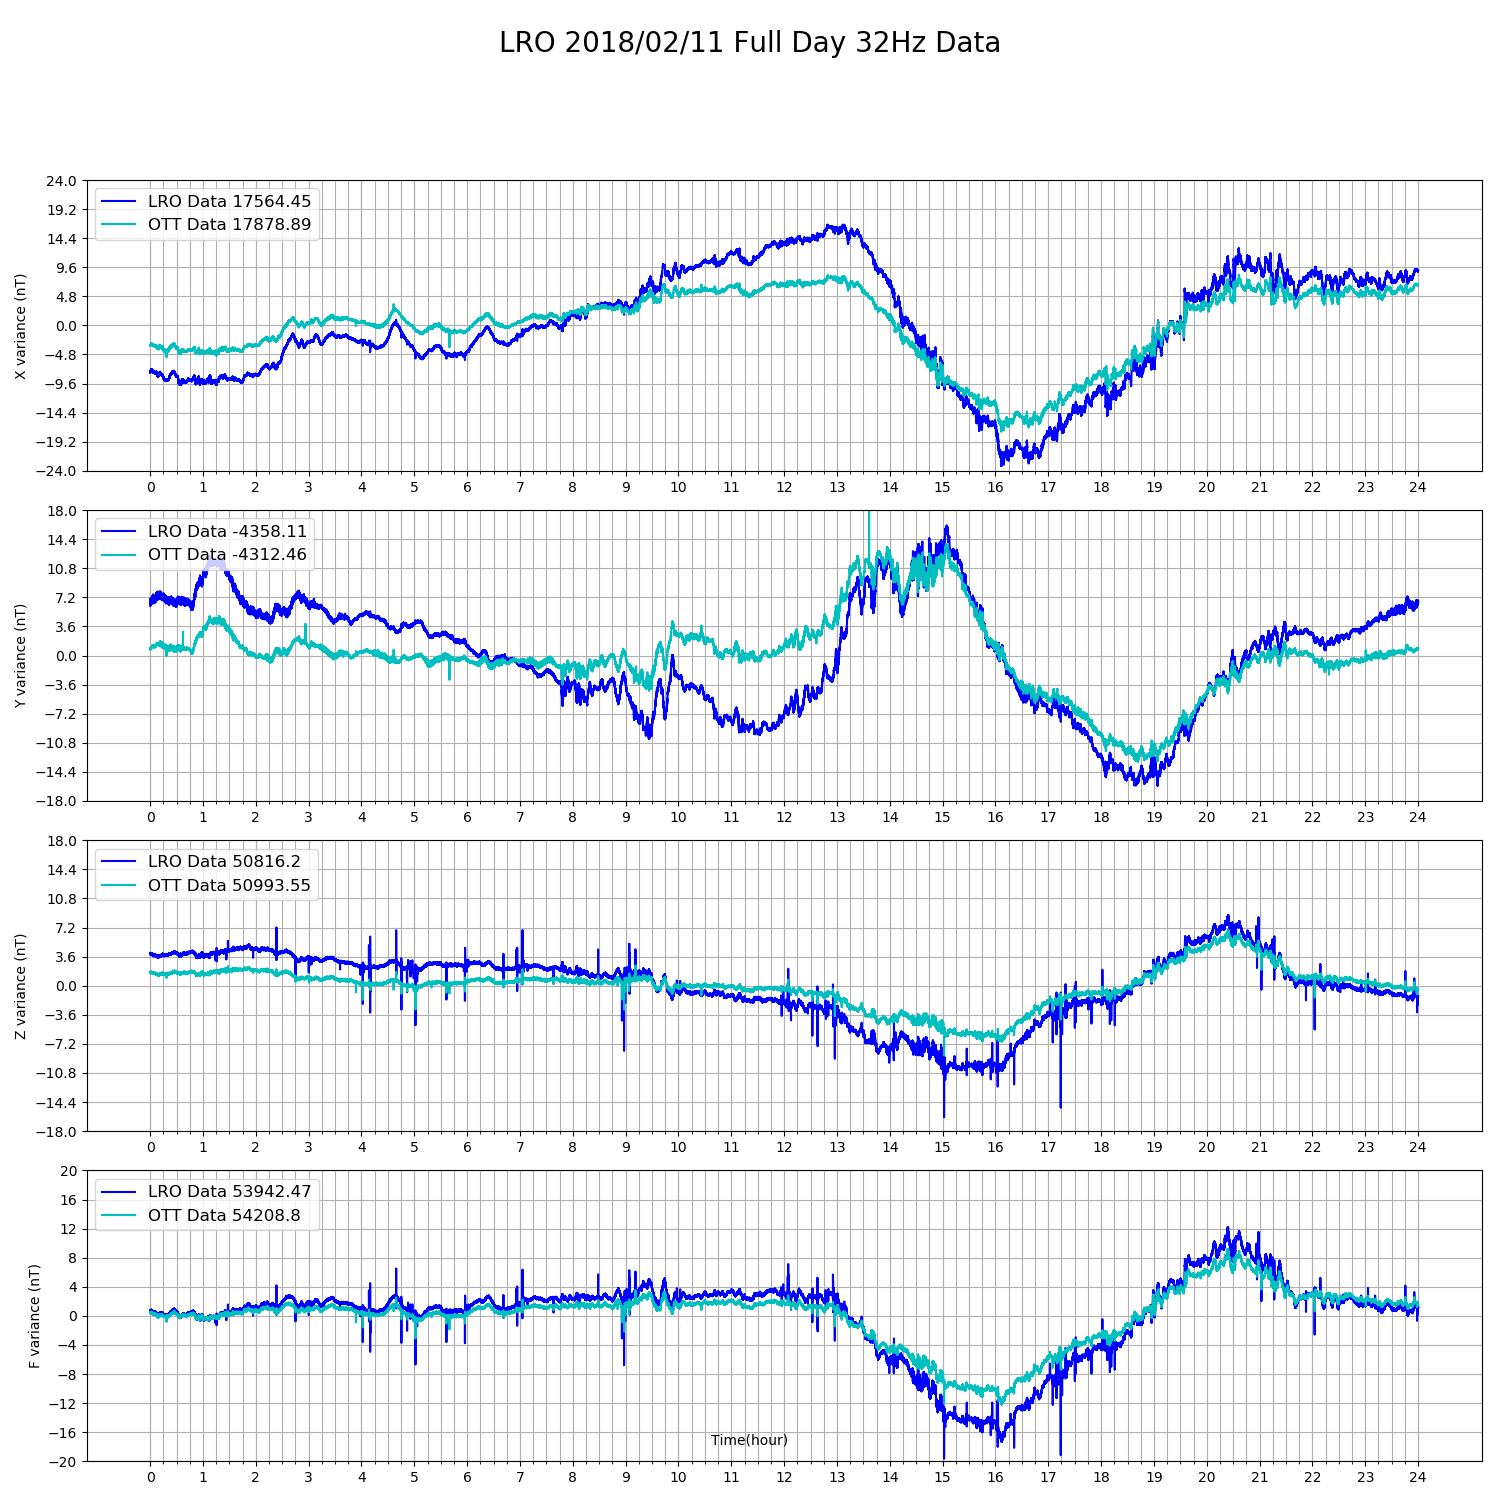 LRO 2018/02/11 Full Day 32Hz Data
24.0
19.2
14.4
9.6
4.8
0.0
−4.8
−9.6
−14.4
−19.2
−24.0
X variance (nT)
LRO Data 17564.45
OTT Data 17878.89
0 1 2 3 4 5 6 7 8 9 10 11 12 13 14 15 16 17 18 19 20 21 22 23 24
18.0
14.4
10.8
7.2
3.6
0.0
−3.6
−7.2
−10.8
−14.4
−18.0
Y variance (nT)
LRO Data -4358.11
OTT Data -4312.46
0 1 2 3 4 5 6 7 8 9 10 11 12 13 14 15 16 17 18 19 20 21 22 23 24
18.0
14.4
10.8
7.2
3.6
0.0
−3.6
−7.2
−10.8
−14.4
−18.0
Z variance (nT)
LRO Data 50816.2
OTT Data 50993.55
0 1 2 3 4 5 6 7 8 9 10 11 12 13 14 15 16 17 18 19 20 21 22 23 24
20
16
12
8
4
0
−4
−8
−12
−16
−20
F variance (nT)
LRO Data 53942.47
OTT Data 54208.8
Time(hour)
0 1 2 3 4 5 6 7 8 9 10 11 12 13 14 15 16 17 18 19 20 21 22 23 24